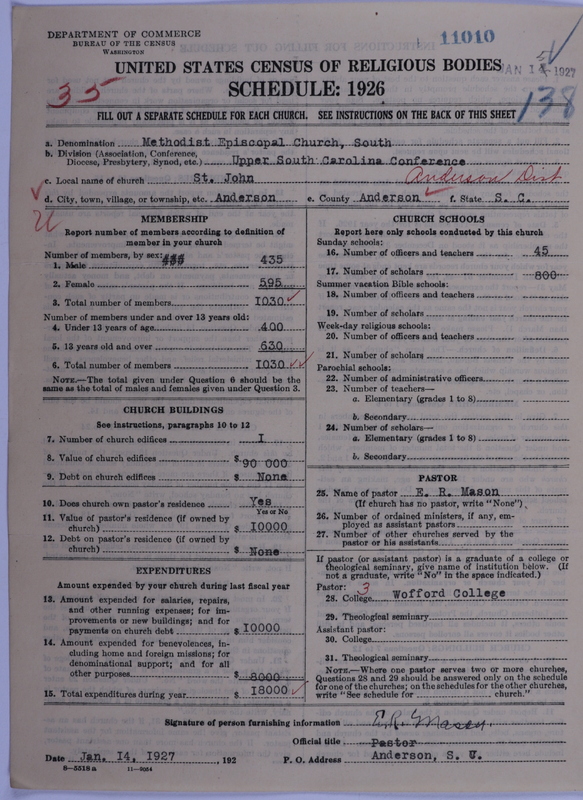 DEPARTMENT OF COMMERCE
BUREAU OF THE CENSUS
WASHINGTON
11010
JAN 15 1927
UNITED STATES CENSUS OF RELIGIOUS BODIES
35
SCHEDULE: 1926
138
FILL OUT A SEPARATE SCHEDULE FOR EACH CHURCH. SEE INSTRUCTIONS ON THE BACK OF THIS SHEET
a. Denomination Methodist Episcopal Church, South
b. Division (Association, Conference, Diocese, Presbytery, Synod, etc.) Upper South Carolina Conference
c. Local name of church St. John Anderson Dist
d. City, town, village, or township, etc. Anderson e. County Anderson f. State S. C.
MEMBERSHIP
Report number of members according to definition of
member in your church
Number of members, by sex:
1. Male 435
2. Female 595
3. Total number of members 1030
Number of members under and over 13 years old:
4. Under 13 years of age 400
5. 13 years old and over 630
6. Total number of members 1030
NOTE.—The total given under Question 6 should be the
same as the total of males and females given under Question 3.
CHURCH BUILDINGS
See instructions, paragraphs 10 to 12
7. Number of church edifices I
8. Value of church edifices $ 90 000
9. Debt on church edifices $ None
10. Does church own pastor's residence Yes
Yes or No
11. Value of pastor's residence (if owned by
church) $ 10000
12. Debt on pastor's residence (if owned by
church) $ None
EXPENDITURES
Amount expended by your church during last fiscal year
13. Amount expended for salaries, repairs,
and other running expenses; for im-
provements or new buildings; and for
payments on church debt $ 10000
14. Amount expended for benevolences, in-
cluding home and foreign missions; for
denominational support; and for all
other purposes $ 8000
15. Total expenditures during year $ 18000
CHURCH SCHOOLS
Report here only schools conducted by this church
Sunday schools:
16. Number of officers and teachers 45
17. Number of scholars 800
Summer vacation Bible schools:
18. Number of officers and teachers
19. Number of scholars
Week-day religious schools:
20. Number of officers and teachers
21. Number of scholars
Parochial schools:
22. Number of administrative officers
23. Number of teachers—
a. Elementary (grades 1 to 8)
b. Secondary
24. Number of scholars—
a. Elementary (grades 1 to 8)
b. Secondary
PASTOR
25. Name of pastor E. R. Mason
(If church has no pastor, write "None")
26. Number of ordained ministers, if any, em-
ployed as assistant pastors
27. Number of other churches served by the
pastor or his assistants
If pastor (or assistant pastor) is a graduate of a college or
theological seminary, give name of institution below. (If
not a graduate, write "No" in the space indicated.)
Pastor: 3
28. College Wofford College
29. Theological seminary
Assistant pastor:
30. College
31. Theological seminary
NOTE.—Where one pastor serves two or more churches,
Questions 28 and 29 should be answered only on the schedule
for one of the churches; on the schedules for the other churches,
write "See schedule for church."
Signature of person furnishing information E.R. Mason
Official title Pastor
Date Jan. 14, 1927, 192 P. O. Address Anderson, S. C.
8—5518a 11—9054